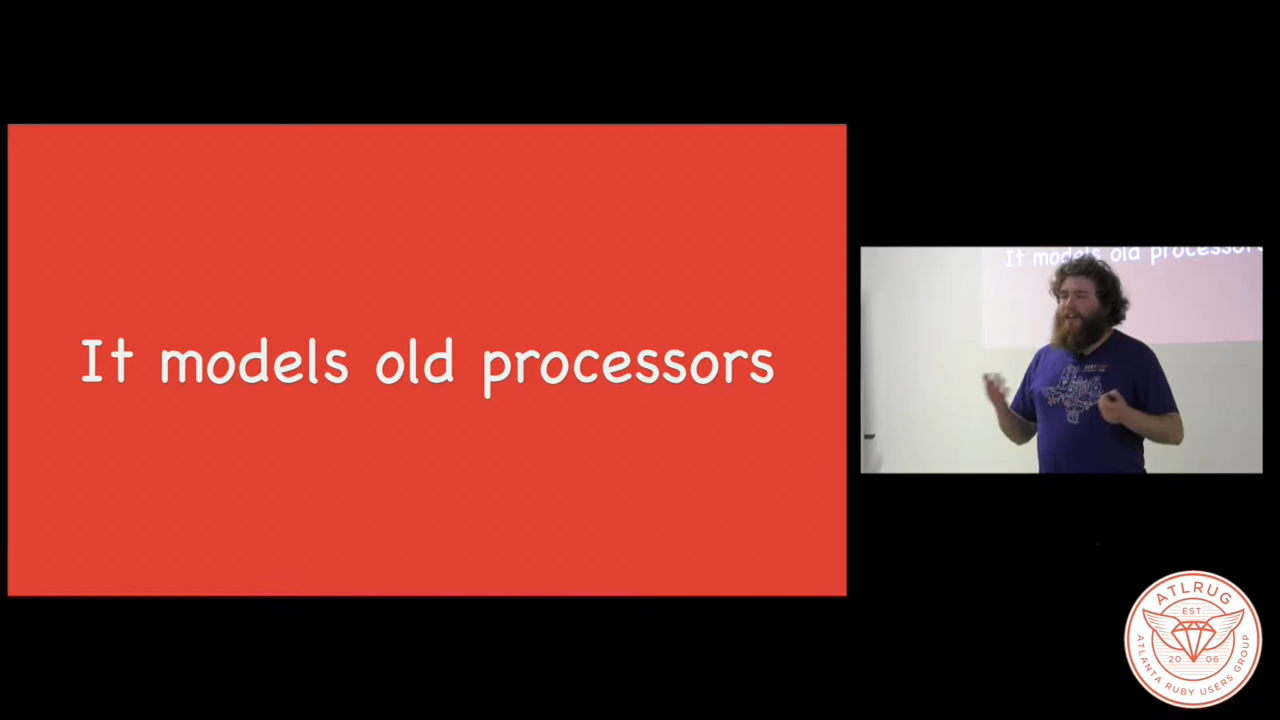 It models old processors
It models old processors
ATLRUG
EST.
20 06
ATLANTA RUBY USERS GROUP